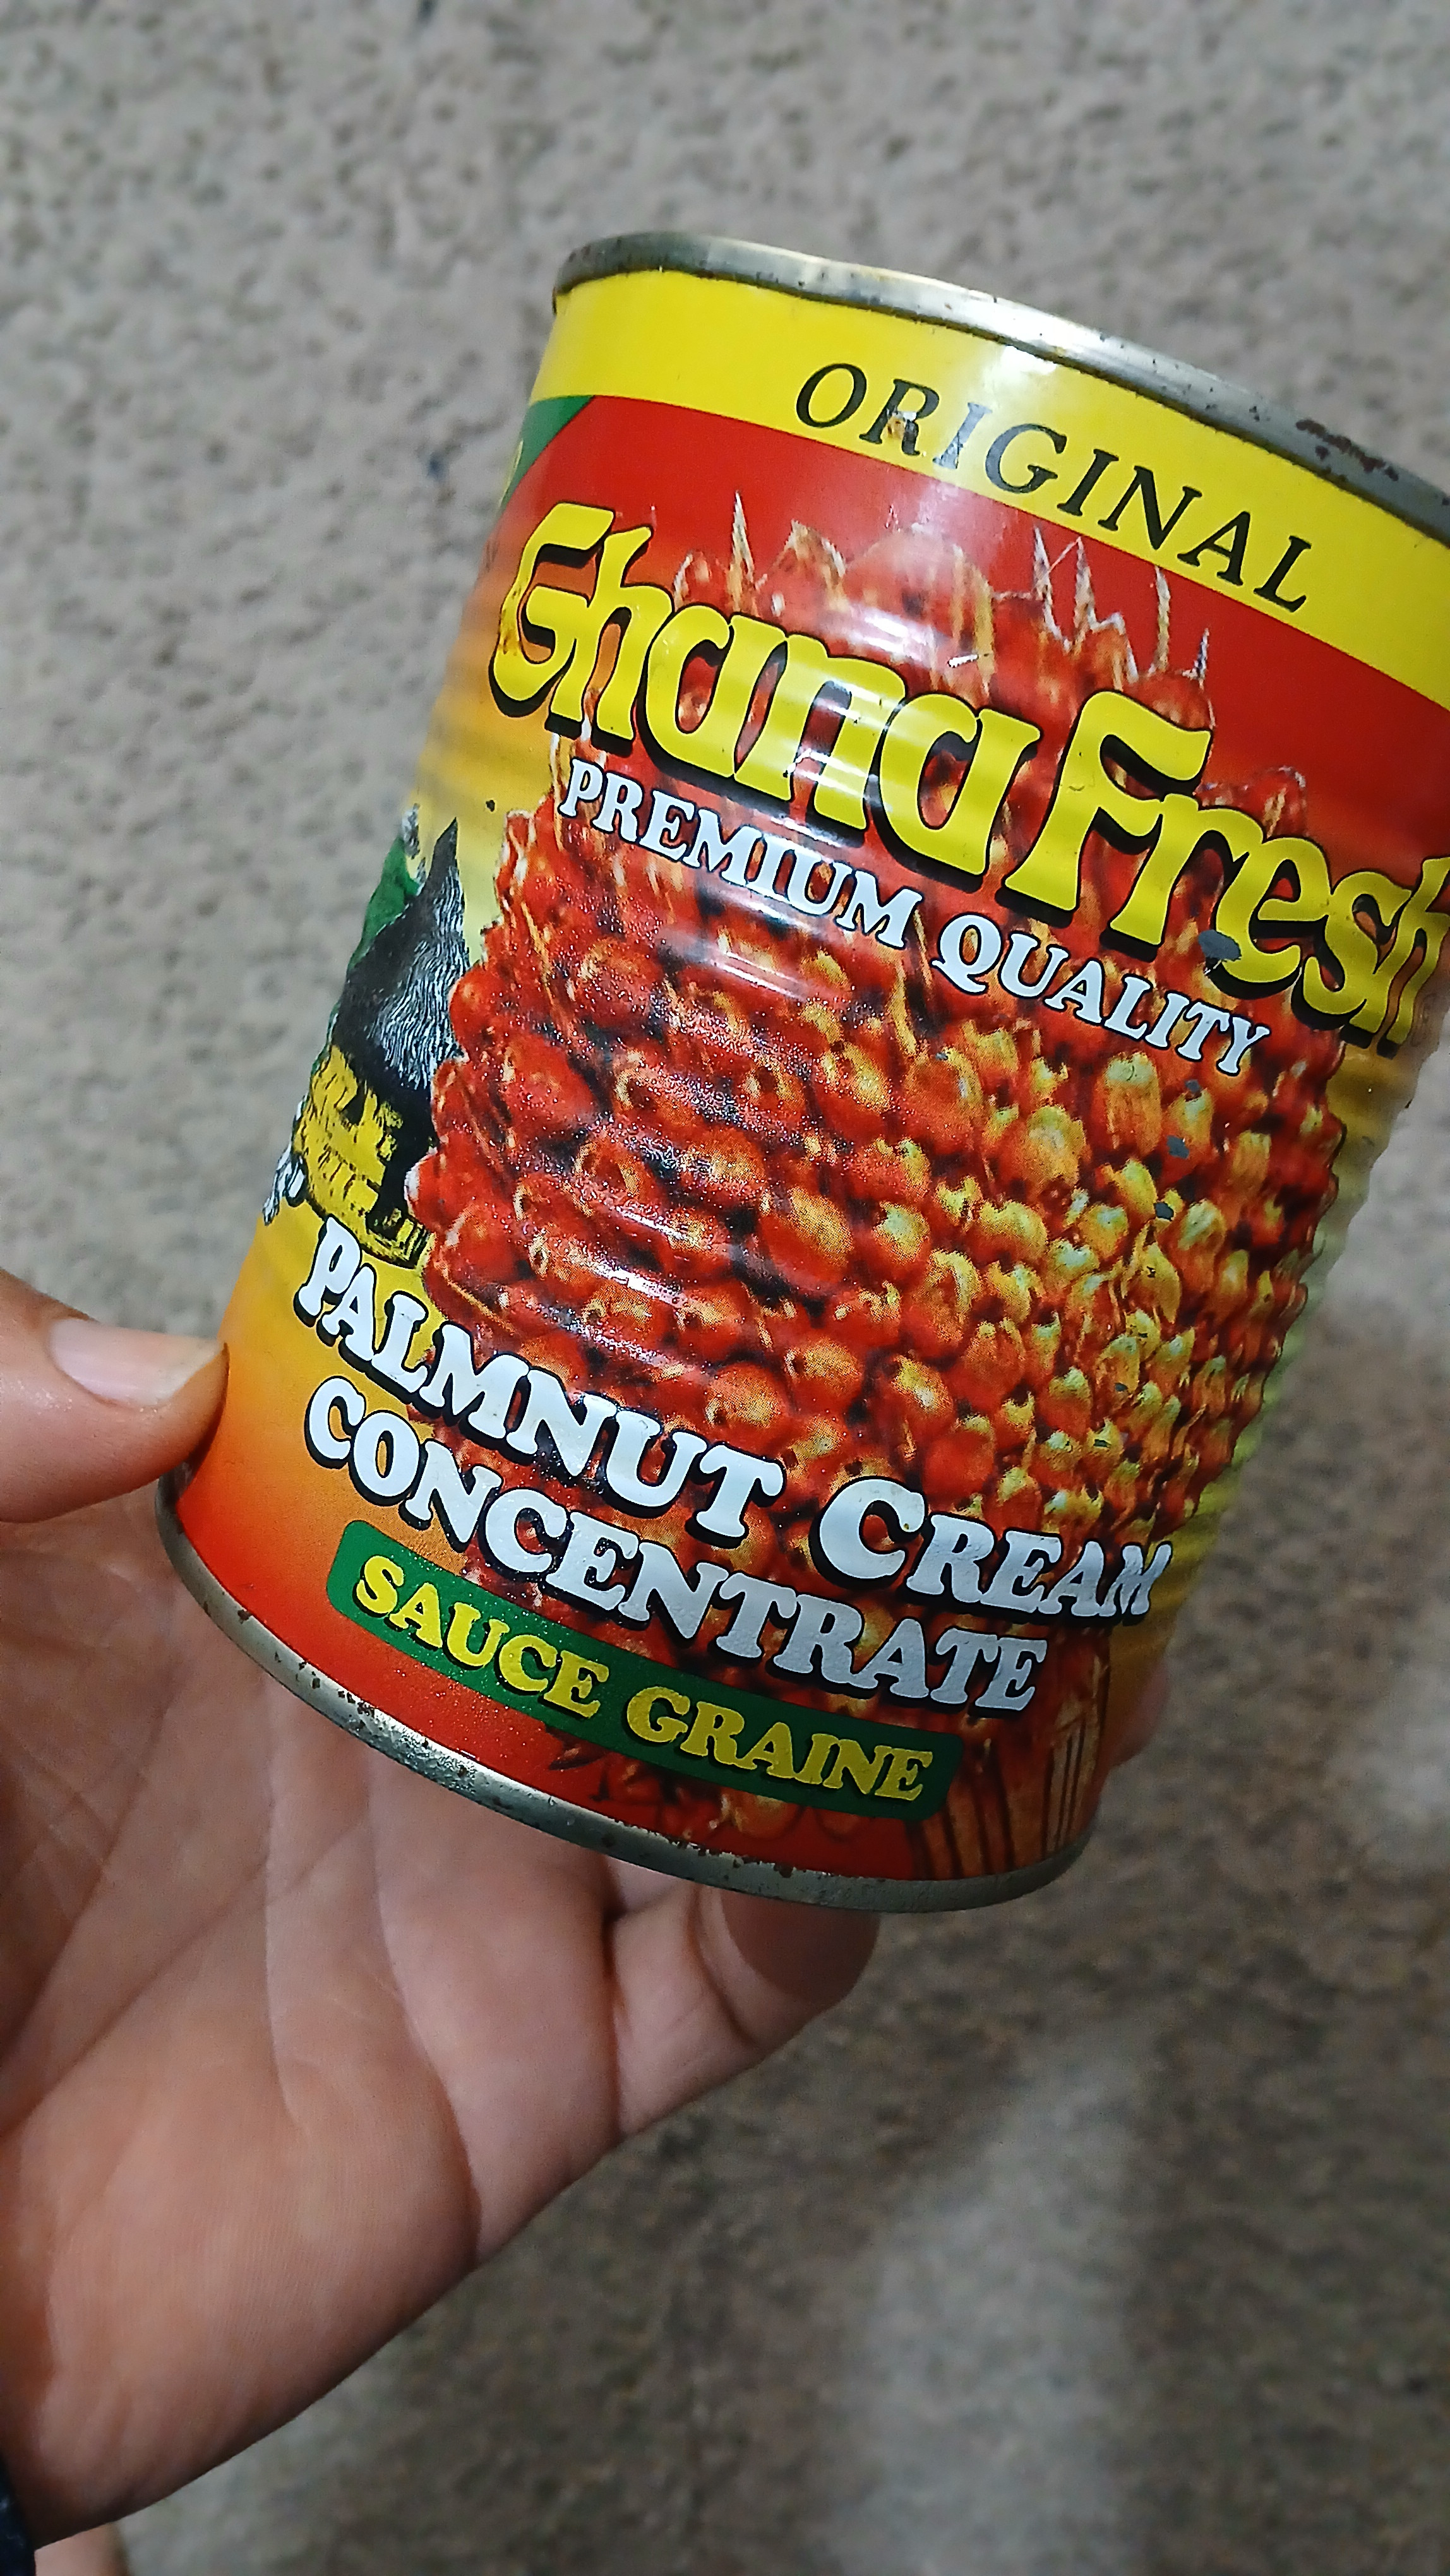 ORIGINAL
Ghana Fresh
PREMIUM QUALITY
PALMNUT CREAM
CONCENTRATE
SAUCE GRAINE